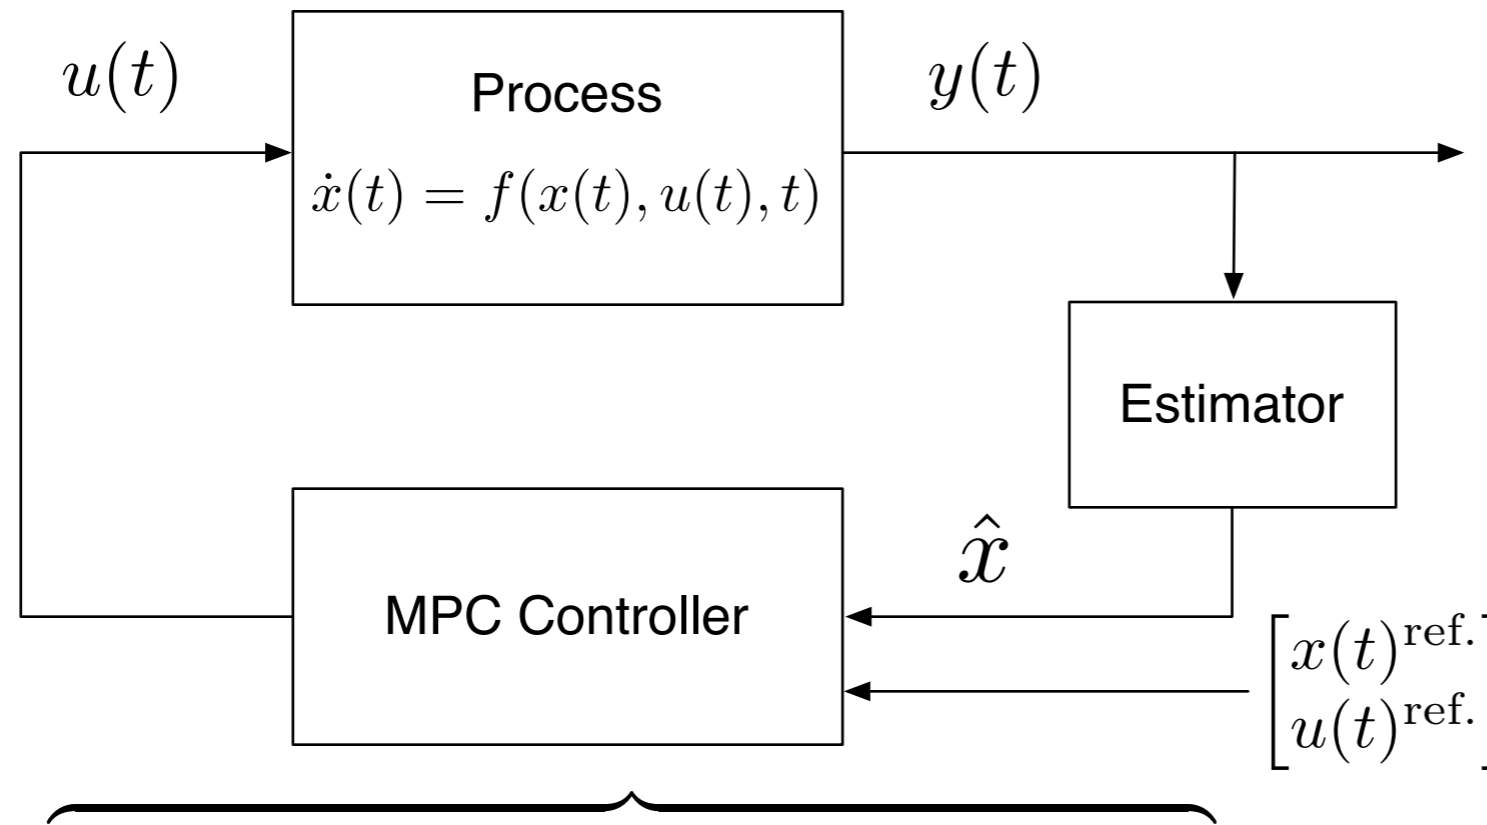 u(t)
Process
y(t)
ẋ(t) = f(x(t), u(t), t)
Estimator
x̂
MPC Controller
x(t)^ref.
u(t)^ref.